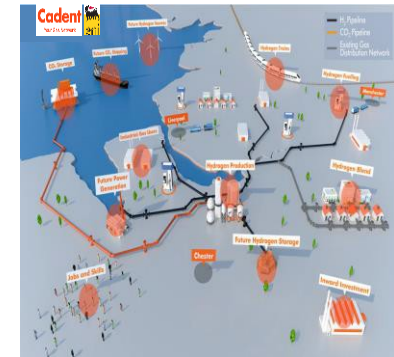 Cadent
Your Gas Network
eni
H₂ Pipeline
CO₂ Pipeline
Existing Gas
Distribution Network
Future Hydrogen Source
CO₂ Storage
Future CO₂ Shipping
Hydrogen Trains
Hydrogen Fuelling
Manchester
Liverpool
Industrial Gas Users
Hydrogen Production
Hydrogen Blend
Future Power
Generation
Future Hydrogen Storage
Chester
Jobs and Skills
Inward Investment